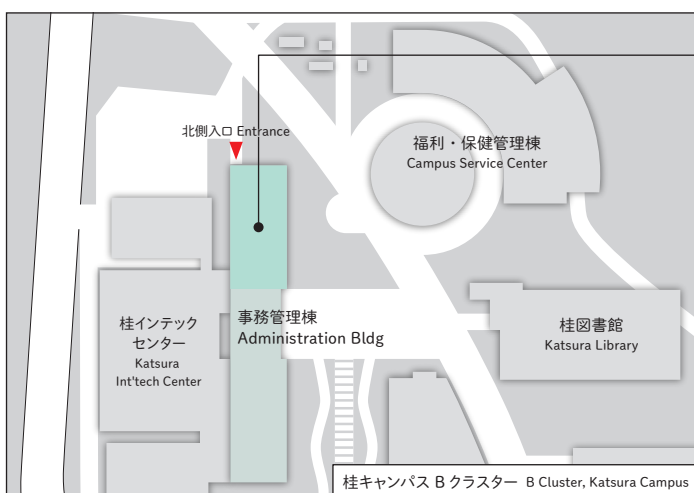 北側入口 Entrance
福利・保健管理棟
Campus Service Center
事務管理棟
Administration Bldg
桂インテック
センター
Katsura
Int'tech Center
桂図書館
Katsura Library
桂キャンパス B クラスター B Cluster, Katsura Campus